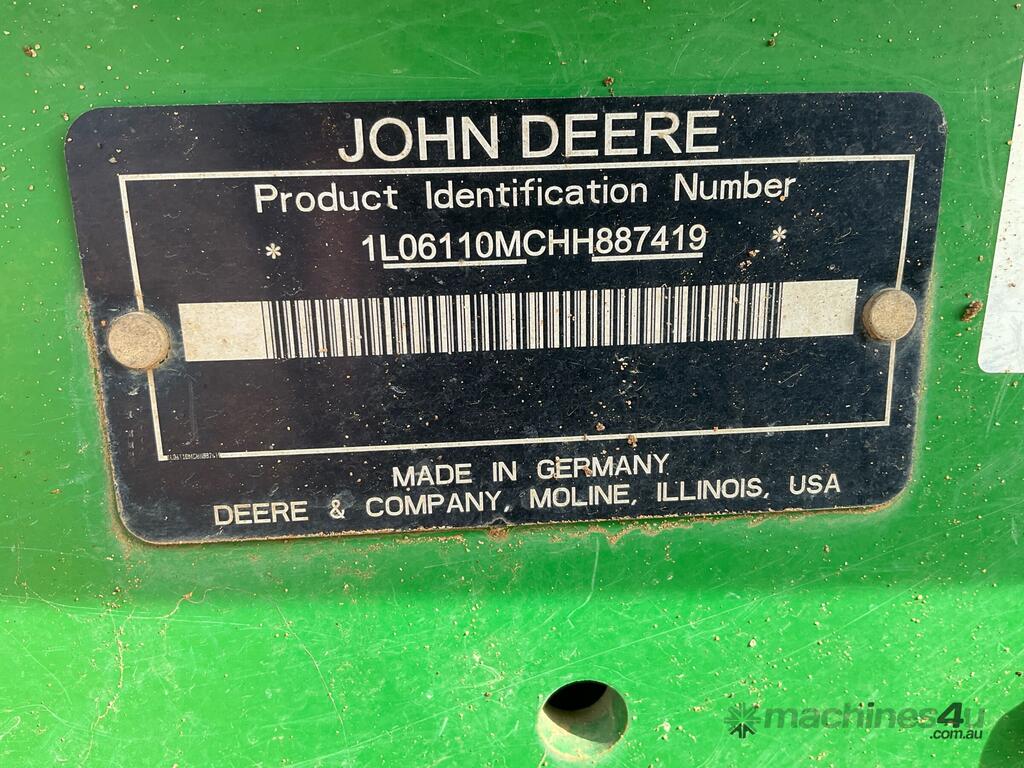 JOHN DEERE
Product Identification Number
* 1L06110MCHH887419 *
MADE IN GERMANY
DEERE & COMPANY, MOLINE, ILLINOIS, USA
machines4u
.com.au